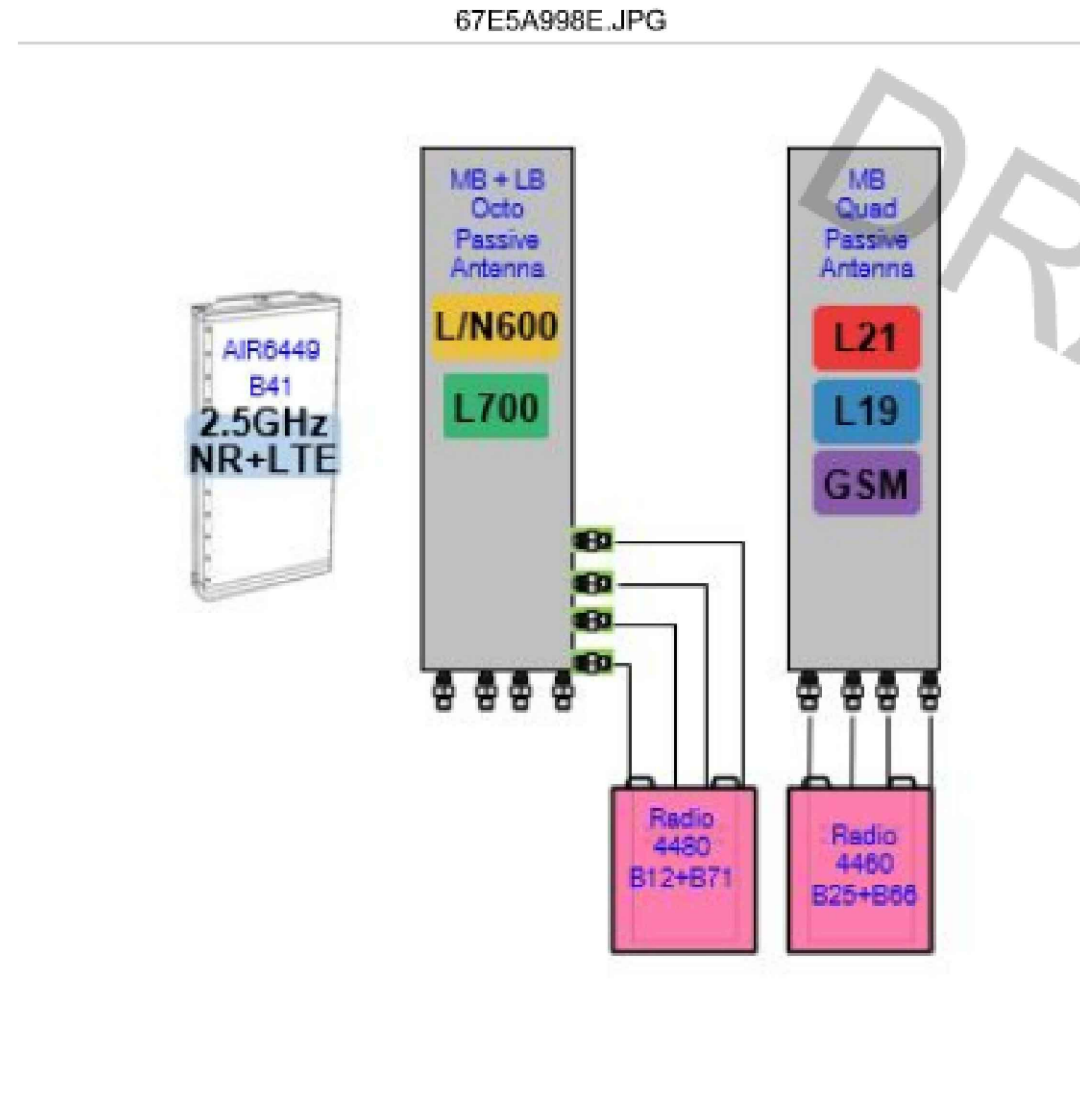 67E5A998E.JPG
AIR6449
B41
2.5GHz
NR+LTE
MB + LB
Octo
Passive
Antenna
L/N600
L700
MB
Quad
Passive
Antenna
L21
L19
GSM
Radio
4480
B12+B71
Radio
4460
B25+B66